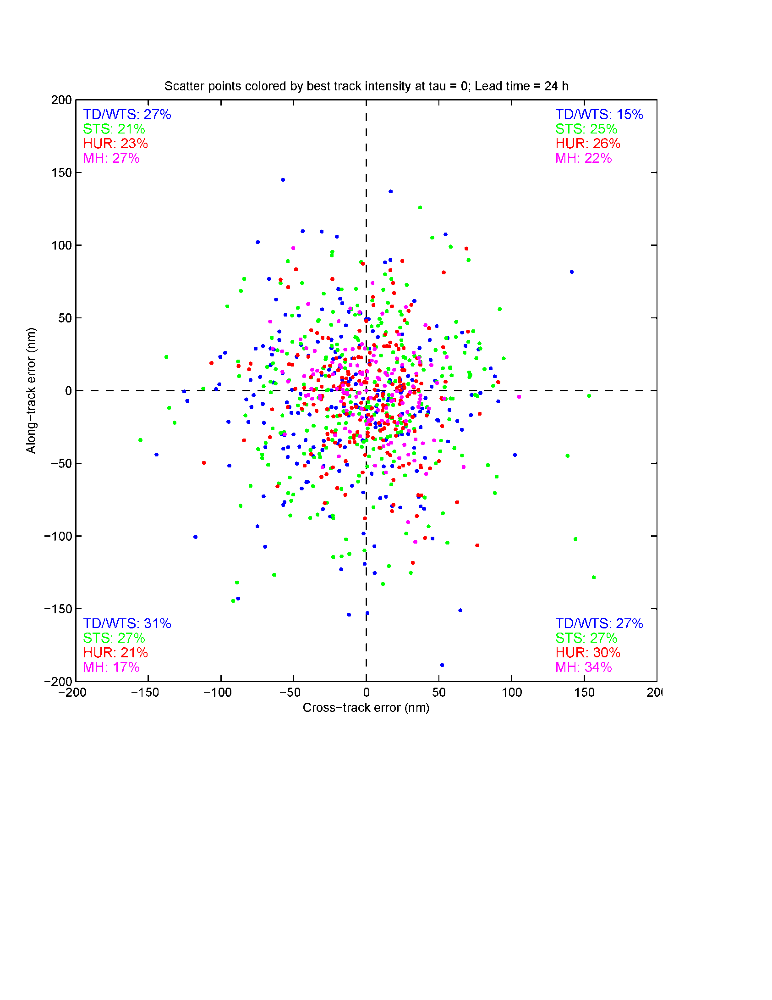 Scatter points colored by best track intensity at tau = 0; Lead time = 24 h
200
TD/WTS: 27%
STS: 21%
HUR: 23%
MH: 27%
TD/WTS: 15%
STS: 25%
HUR: 26%
MH: 22%
150
100
50
0
−50
−100
−150
−200
Along−track error (nm)
TD/WTS: 31%
STS: 27%
HUR: 21%
MH: 17%
TD/WTS: 27%
STS: 27%
HUR: 30%
MH: 34%
−200 −150 −100 −50 0 50 100 150
Cross−track error (nm)